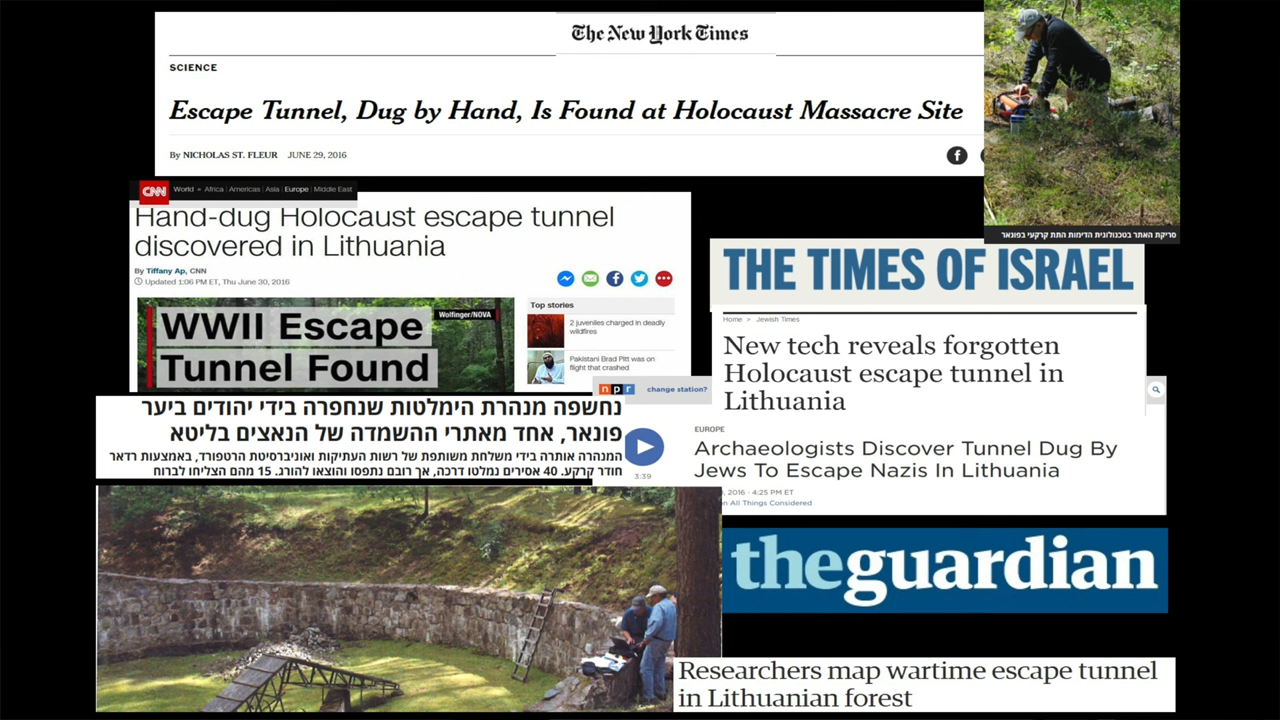 The New York Times
SCIENCE
Escape Tunnel, Dug by Hand, Is Found at Holocaust Massacre Site
By NICHOLAS ST. FLEUR JUNE 29, 2016
סריקת האתר בטכנולוגית הדימות התת קרקעי בפונאר
CNN World » Africa | Americas | Asia | Europe | Middle East
Hand-dug Holocaust escape tunnel
discovered in Lithuania
By Tiffany Ap, CNN
Updated 1:06 PM ET, Thu June 30, 2016
Wolfinger/NOVA
WWII Escape
Tunnel Found
Top stories
2 juveniles charged in deadly
wildfires
Pakistani Brad Pitt was on
flight that crashed
THE TIMES OF ISRAEL
Home > Jewish Times
New tech reveals forgotten
Holocaust escape tunnel in
Lithuania
נחשפה מנהרת הימלטות שנחפרה בידי יהודים ביער
פונאר, אחד מאתרי ההשמדה של הנאצים בליטא
המנהרה אותרה בידי משלחת משותפת של רשות העתיקות ואוניברסיטת הרטפורד, באמצעות רדאר
חודר קרקע. 40 אסירים נמלטו דרכה, אך רובם נתפסו והוצאו להורג. 15 מהם הצליחו לברוח
npr change station?
EUROPE
Archaeologists Discover Tunnel Dug By
Jews To Escape Nazis In Lithuania
3:39
, 2016 · 4:25 PM ET
n All Things Considered
theguardian
Researchers map wartime escape tunnel
in Lithuanian forest